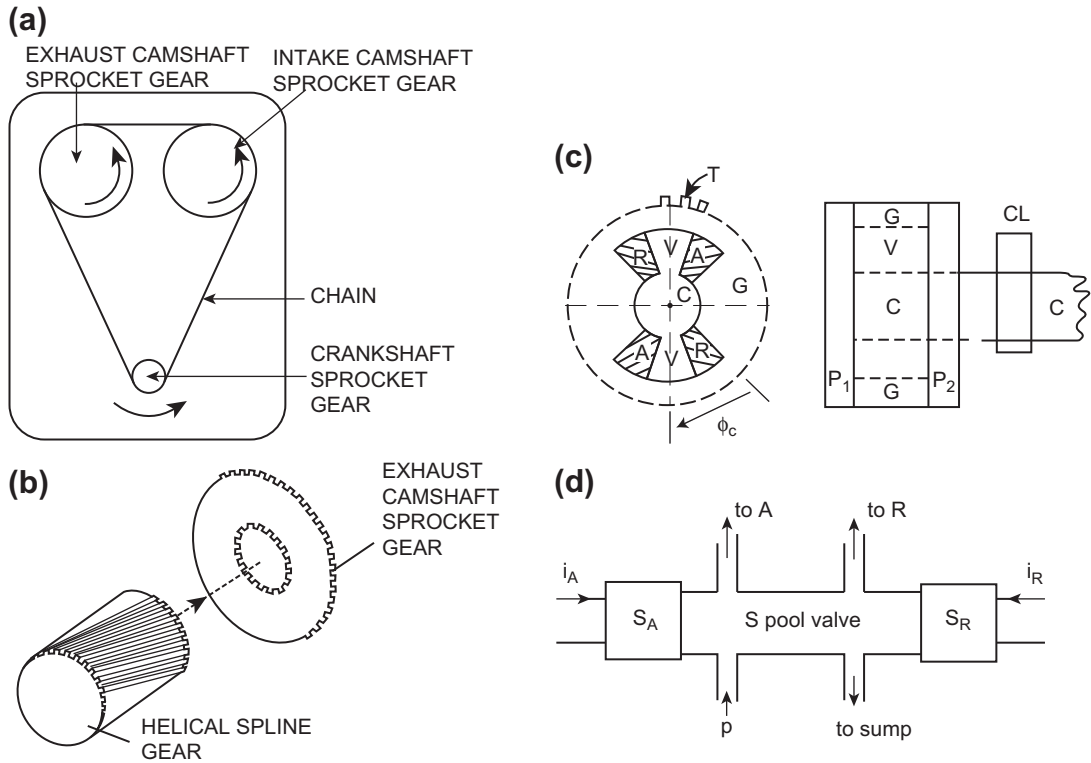 (a)
EXHAUST CAMSHAFT
SPROCKET GEAR
INTAKE CAMSHAFT
SPROCKET GEAR
CHAIN
CRANKSHAFT
SPROCKET
GEAR
(b)
EXHAUST
CAMSHAFT
SPROCKET
GEAR
HELICAL SPLINE
GEAR
(c)
T
R V A
G
C
A V R
ϕc
G
V
C
P1 P2
G
CL
C
(d)
to A to R
iA iR
SA S pool valve SR
p to sump